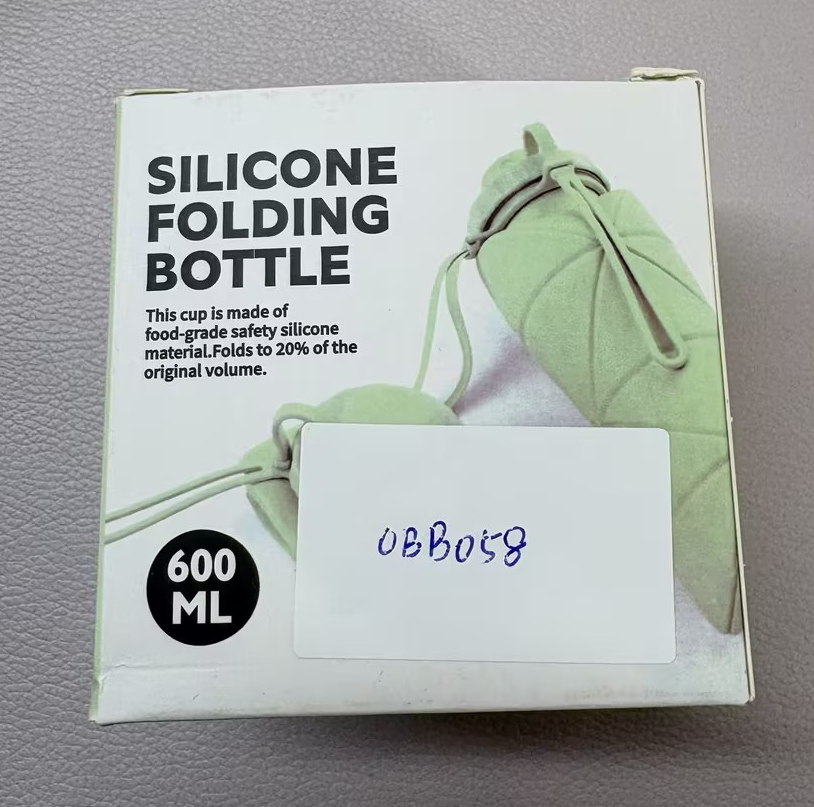 SILICONE
FOLDING
BOTTLE
This cup is made of
food-grade safety silicone
material.Folds to 20% of the
original volume.
OBB058
600
ML